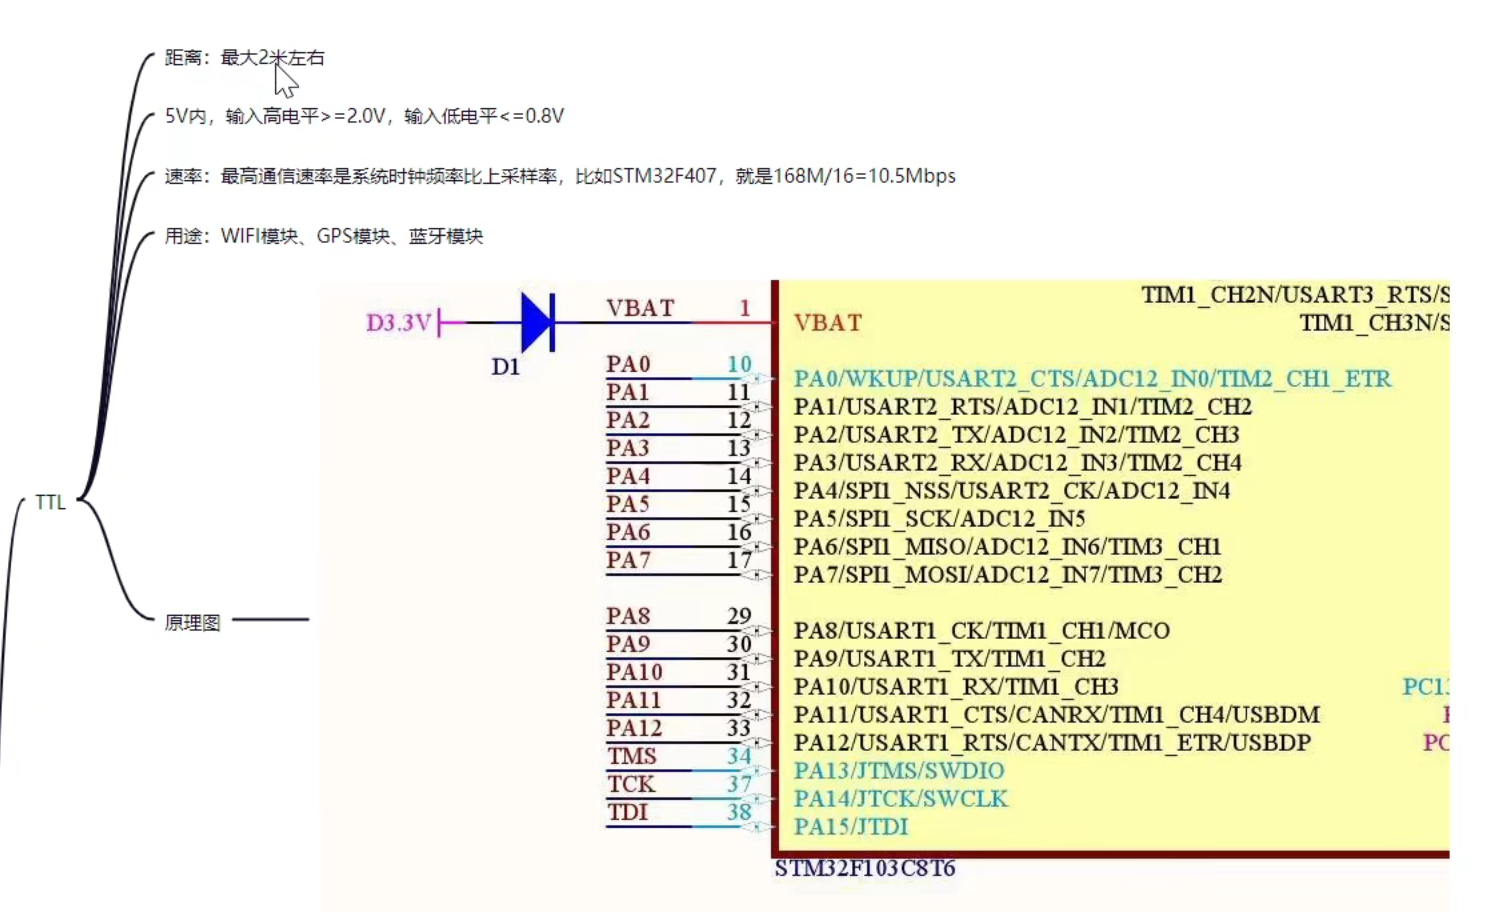 距离：最大2米左右
5V内，输入高电平>=2.0V，输入低电平<=0.8V
速率：最高通信速率是系统时钟频率比上采样率，比如STM32F407，就是168M/16=10.5Mbps
用途：WIFI模块、GPS模块、蓝牙模块
TTL
原理图
TIM1_CH2N/USART3_RTS/S
TIM1_CH3N/S
D3.3V
D1
VBAT 1 VBAT
PA0 10 PA0/WKUP/USART2_CTS/ADC12_IN0/TIM2_CH1_ETR
PA1 11 PA1/USART2_RTS/ADC12_IN1/TIM2_CH2
PA2 12 PA2/USART2_TX/ADC12_IN2/TIM2_CH3
PA3 13 PA3/USART2_RX/ADC12_IN3/TIM2_CH4
PA4 14 PA4/SPI1_NSS/USART2_CK/ADC12_IN4
PA5 15 PA5/SPI1_SCK/ADC12_IN5
PA6 16 PA6/SPI1_MISO/ADC12_IN6/TIM3_CH1
PA7 17 PA7/SPI1_MOSI/ADC12_IN7/TIM3_CH2
PA8 29 PA8/USART1_CK/TIM1_CH1/MCO
PA9 30 PA9/USART1_TX/TIM1_CH2
PA10 31 PA10/USART1_RX/TIM1_CH3
PC13
PA11 32 PA11/USART1_CTS/CANRX/TIM1_CH4/USBDM
PA12 33 PA12/USART1_RTS/CANTX/TIM1_ETR/USBDP
PC
TMS 34 PA13/JTMS/SWDIO
TCK 37 PA14/JTCK/SWCLK
TDI 38 PA15/JTDI
STM32F103C8T6